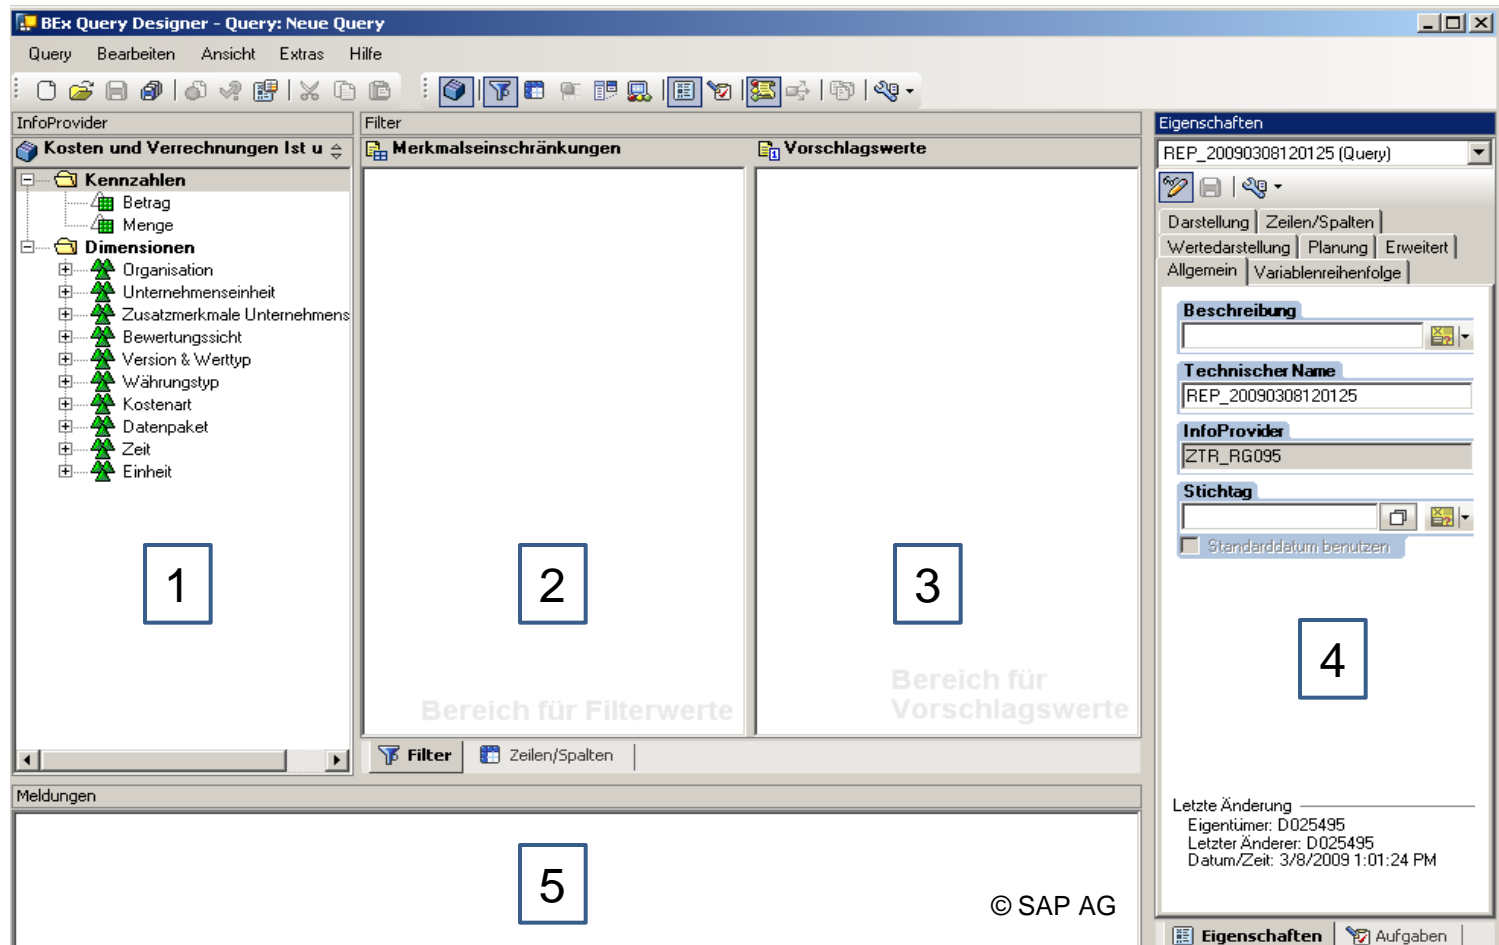 BEx Query Designer - Query: Neue Query
Query Bearbeiten Ansicht Extras Hilfe
InfoProvider
Kosten und Verrechnungen Ist u
Kennzahlen
Betrag
Menge
Dimensionen
Organisation
Unternehmenseinheit
Zusatzmerkmale Unternehmens
Bewertungssicht
Version & Werttyp
Währungstyp
Kostenart
Datenpaket
Zeit
Einheit
1
Filter
Merkmalseinschränkungen
2
Bereich für Filterwerte
Vorschlagswerte
3
Bereich für
Vorschlagswerte
Filter Zeilen/Spalten
Meldungen
5
© SAP AG
Eigenschaften
REP_20090308120125 (Query)
Darstellung Zeilen/Spalten
Wertedarstellung Planung Erweitert
Allgemein Variablenreihenfolge
Beschreibung
Technischer Name
REP_20090308120125
InfoProvider
ZTR_RG095
Stichtag
Standarddatum benutzen
4
Letzte Änderung
Eigentümer: D025495
Letzter Änderer: D025495
Datum/Zeit: 3/8/2009 1:01:24 PM
Eigenschaften Aufgaben